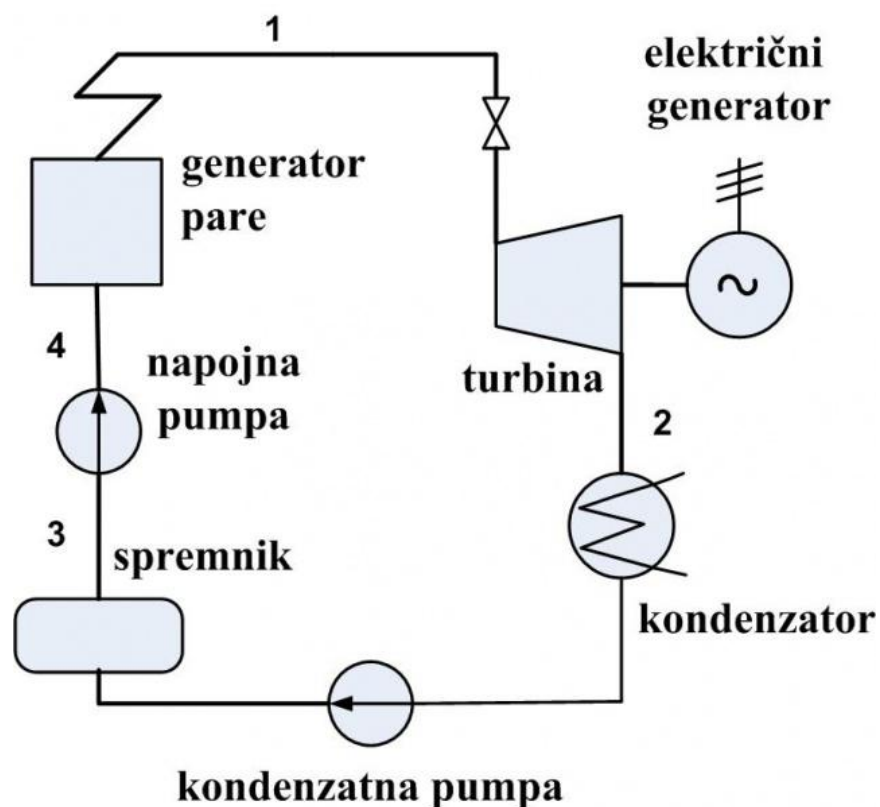 1
električni
generator
generator
pare
4
napojna
pumpa
turbina
2
3
spremnik
kondenzator
kondenzatna pumpa